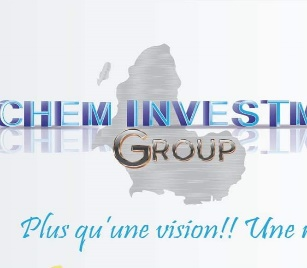 CHEM INVESTM
GROUP
Plus qu'une vision!! Une